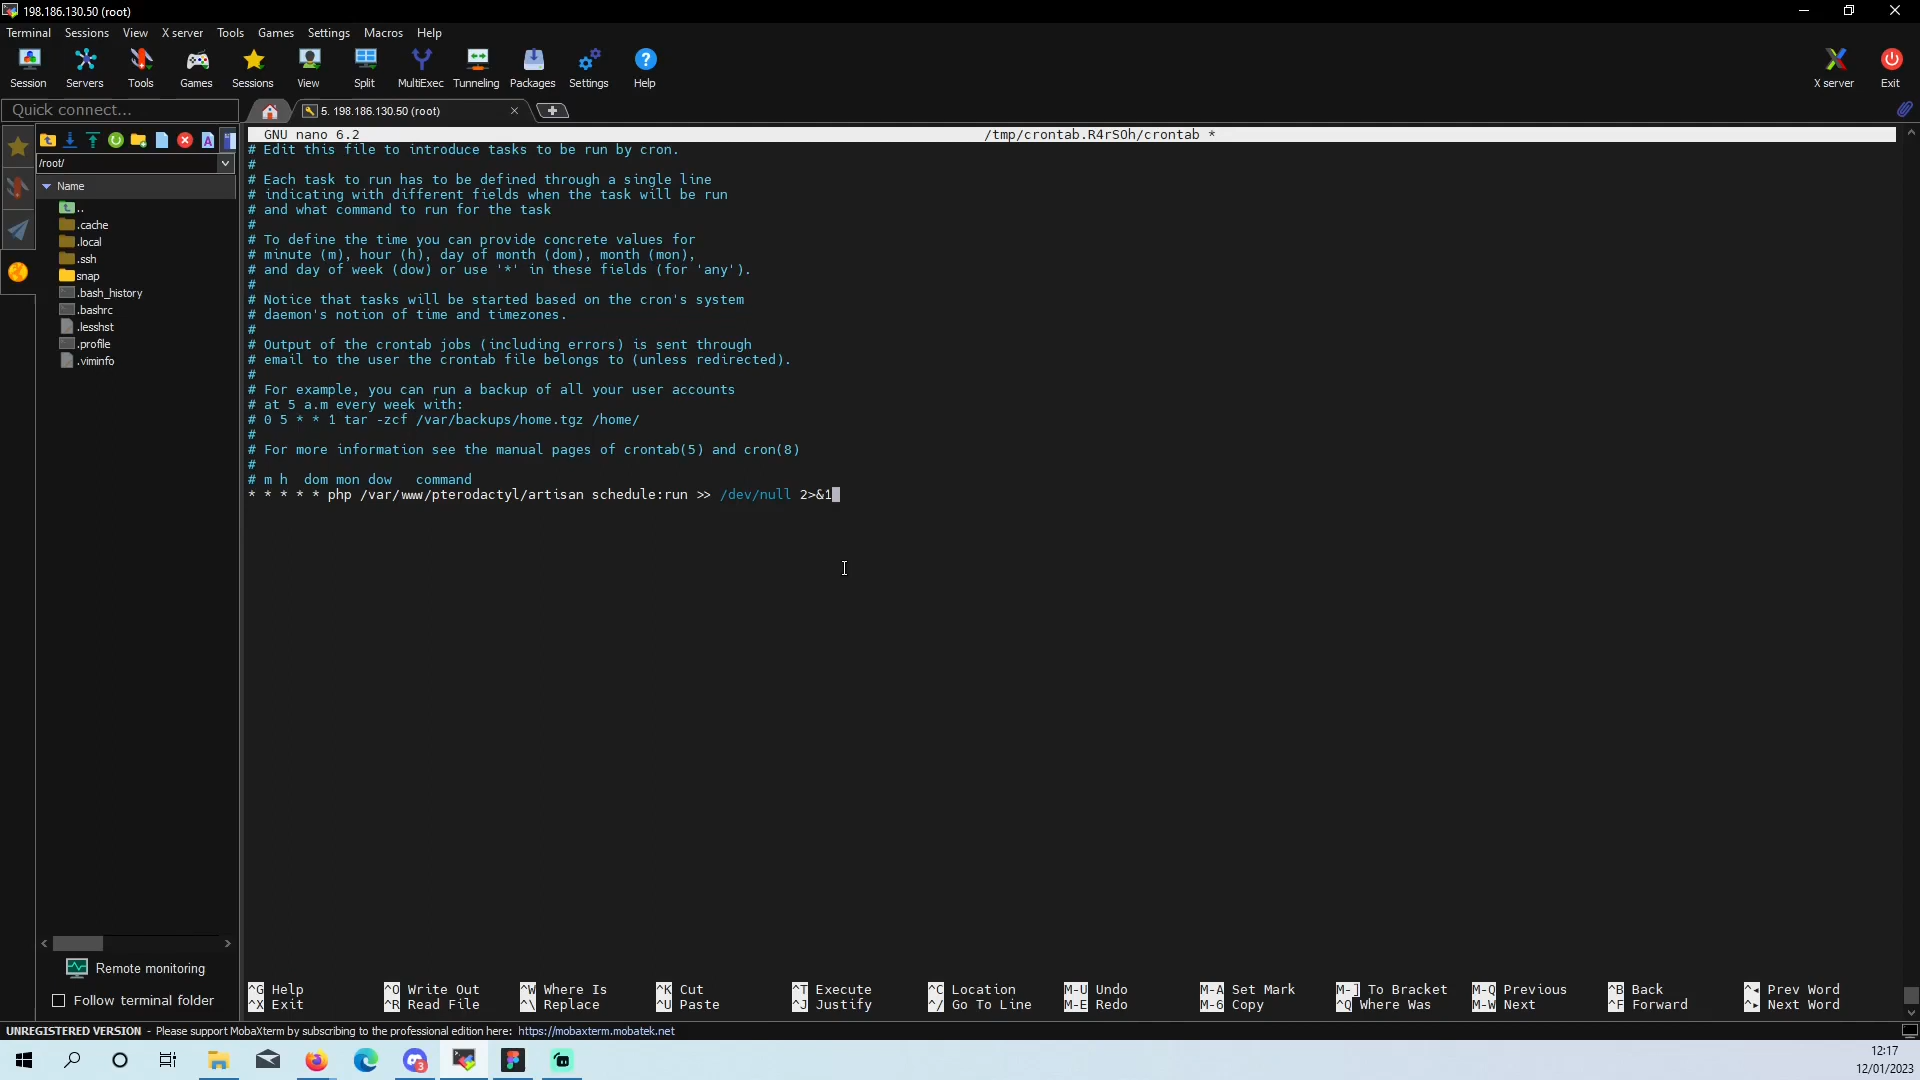 198.186.130.50 (root)
Terminal Sessions View X server Tools Games Settings Macros Help
Session Servers Tools Games Sessions View Split MultiExec Tunneling Packages Settings Help X server Exit
Quick connect...
5. 198.186.130.50 (root)
/root/
Name
..
.cache
.local
.ssh
snap
.bash_history
.bashrc
.lesshst
.profile
.viminfo
Remote monitoring
Follow terminal folder
GNU nano 6.2 /tmp/crontab.R4rSOh/crontab *
# Edit this file to introduce tasks to be run by cron.
#
# Each task to run has to be defined through a single line
# indicating with different fields when the task will be run
# and what command to run for the task
#
# To define the time you can provide concrete values for
# minute (m), hour (h), day of month (dom), month (mon),
# and day of week (dow) or use '*' in these fields (for 'any').
#
# Notice that tasks will be started based on the cron's system
# daemon's notion of time and timezones.
#
# Output of the crontab jobs (including errors) is sent through
# email to the user the crontab file belongs to (unless redirected).
#
# For example, you can run a backup of all your user accounts
# at 5 a.m every week with:
# 0 5 * * 1 tar -zcf /var/backups/home.tgz /home/
#
# For more information see the manual pages of crontab(5) and cron(8)
#
# m h  dom mon dow   command
* * * * * php /var/www/pterodactyl/artisan schedule:run >> /dev/null 2>&1
^G Help ^O Write Out ^W Where Is ^K Cut ^T Execute ^C Location M-U Undo M-A Set Mark M-] To Bracket M-Q Previous ^B Back ^◂ Prev Word
^X Exit ^R Read File ^\ Replace ^U Paste ^J Justify ^/ Go To Line M-E Redo M-6 Copy ^Q Where Was M-W Next ^F Forward ^▸ Next Word
UNREGISTERED VERSION - Please support MobaXterm by subscribing to the professional edition here: https://mobaxterm.mobatek.net
3
12:17
12/01/2023